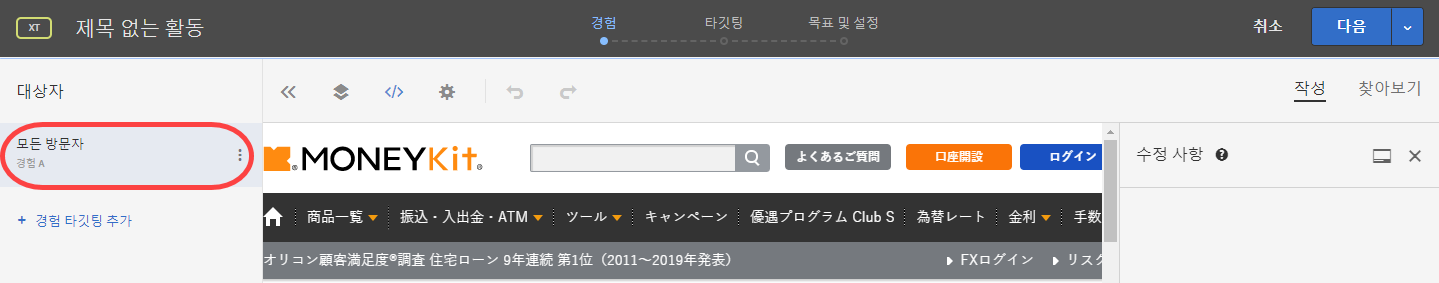 XT 제목 없는 활동 경험 타깃팅 목표 및 설정 취소 다음
대상자 </> 작성 찾아보기
모든 방문자
경험 A
+ 경험 타깃팅 추가
MONEYKit® よくあるご質問 口座開設 ログイン
商品一覧 振込・入出金・ATM ツール キャンペーン 優遇プログラム Club S 為替レート 金利 手数
オリコン顧客満足度®調査 住宅ローン 9年連続 第1位（2011〜2019年発表） FXログイン リスク
수정 사항 ?